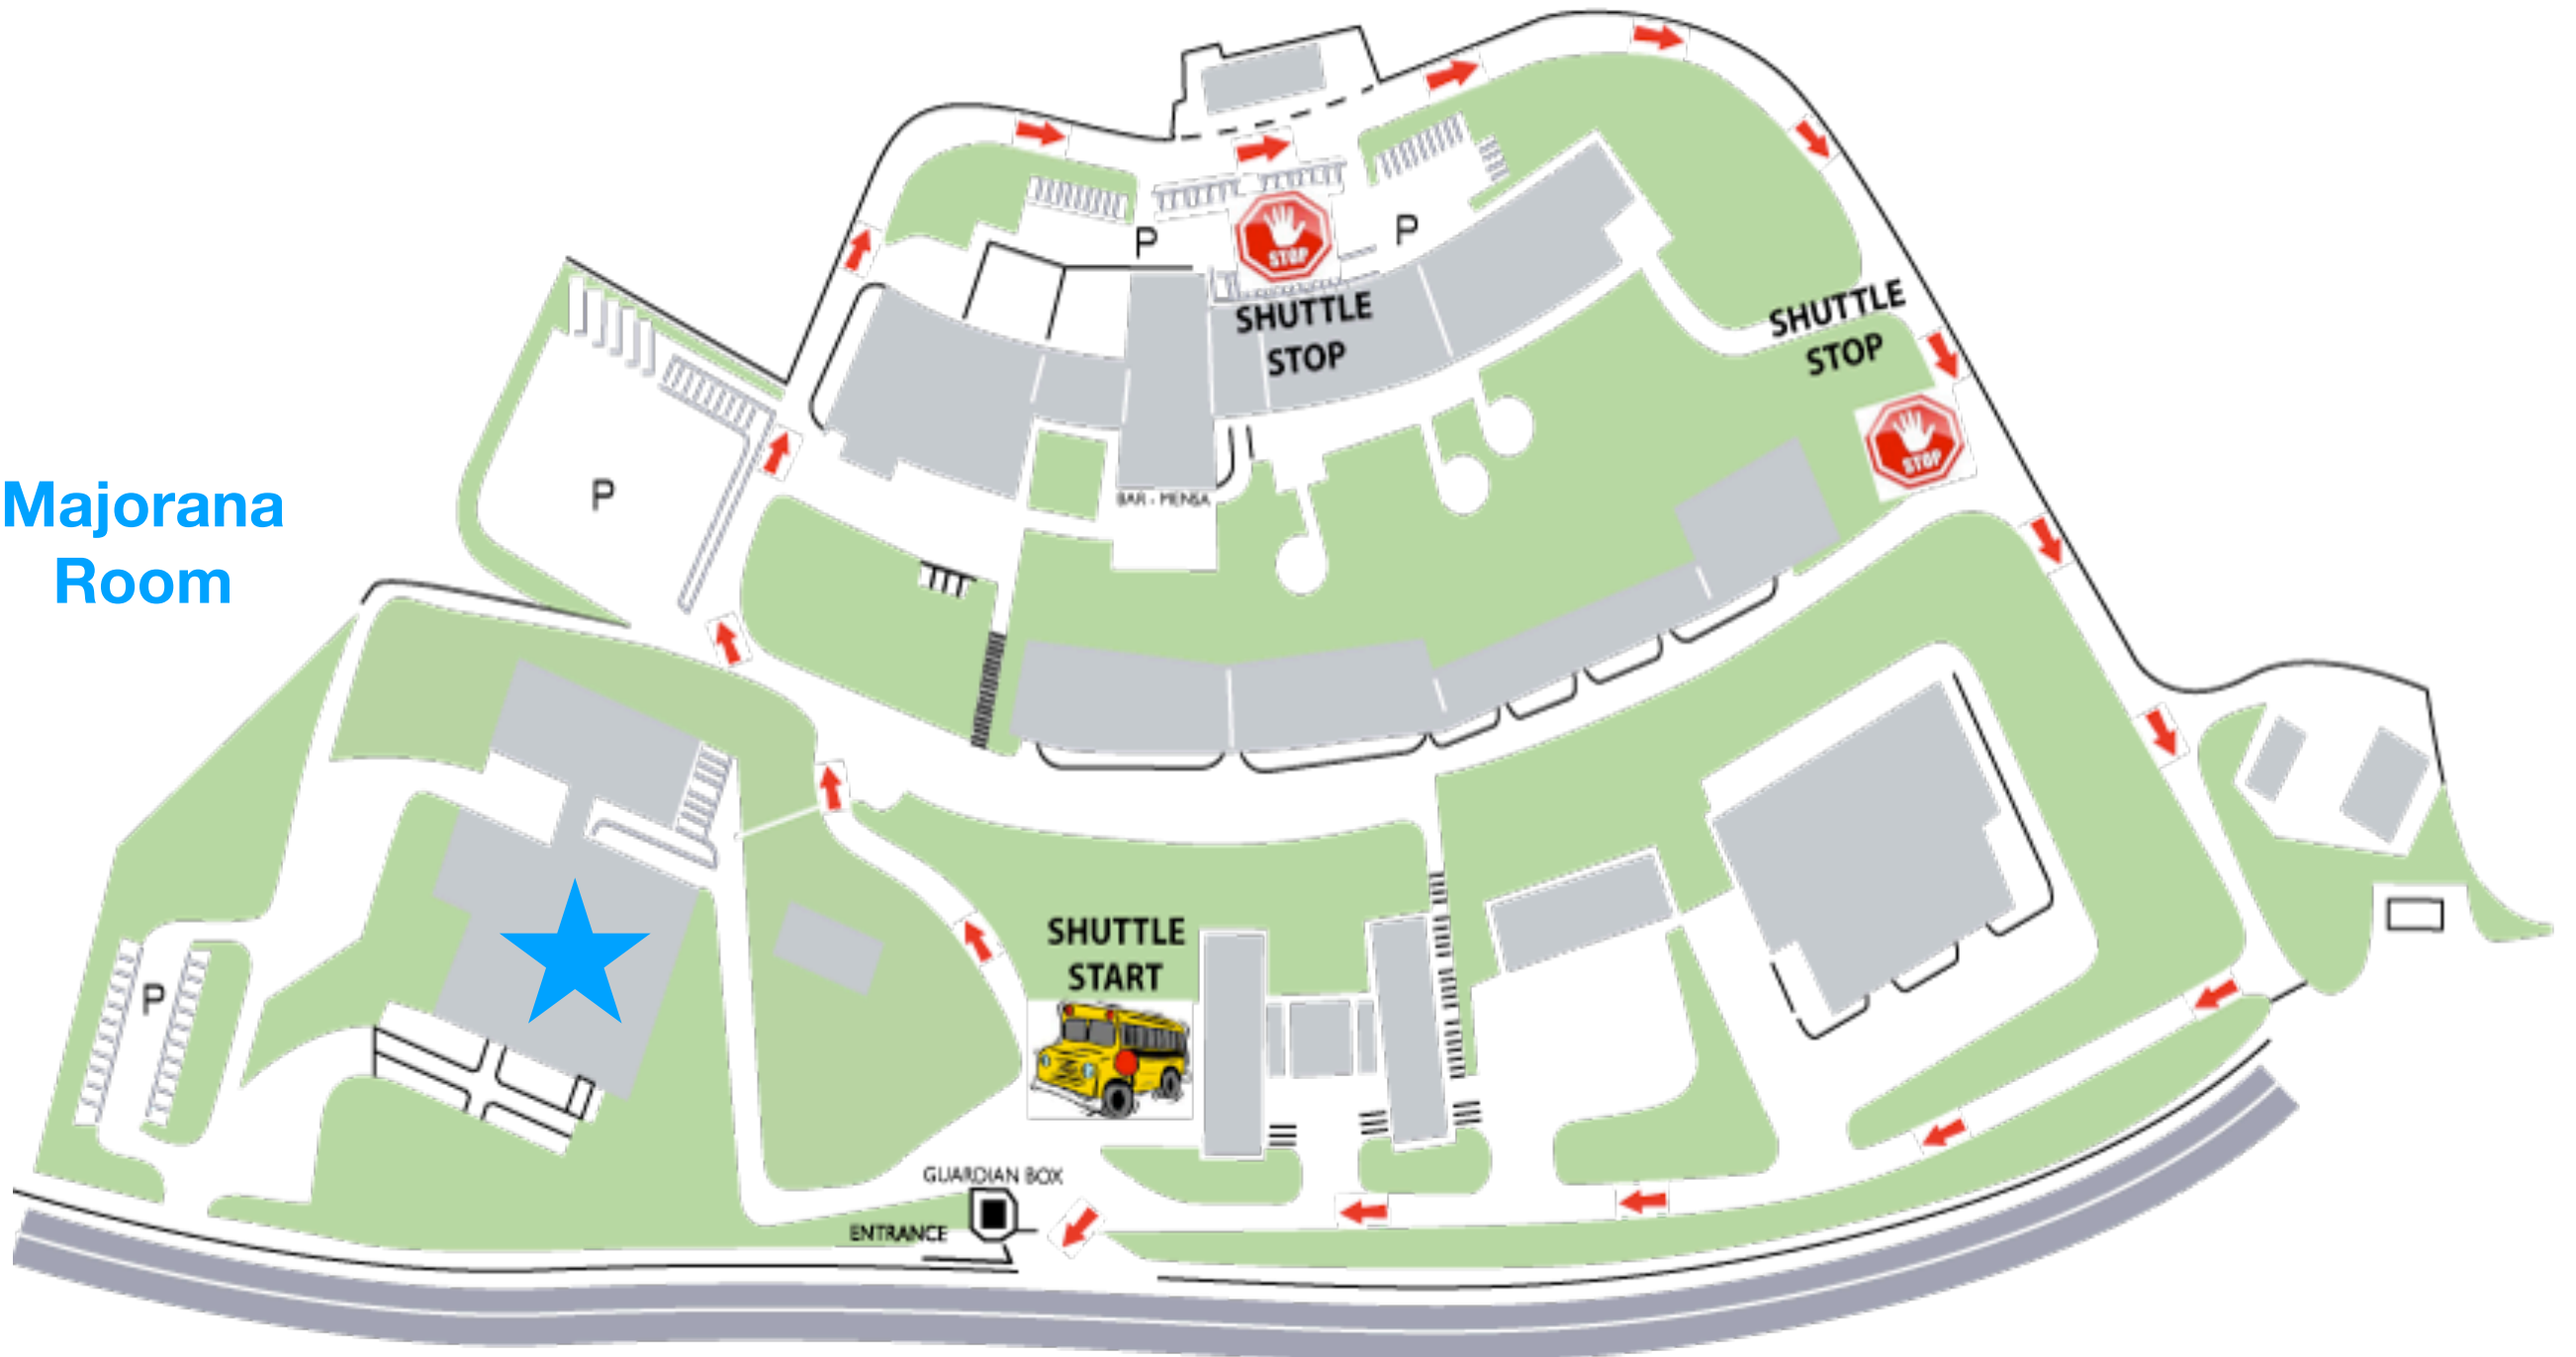 P
P
STOP
SHUTTLE
STOP
SHUTTLE
STOP
STOP
P
Majorana
Room
BAR - MENSA
SHUTTLE
START
P
GUARDIAN BOX
ENTRANCE